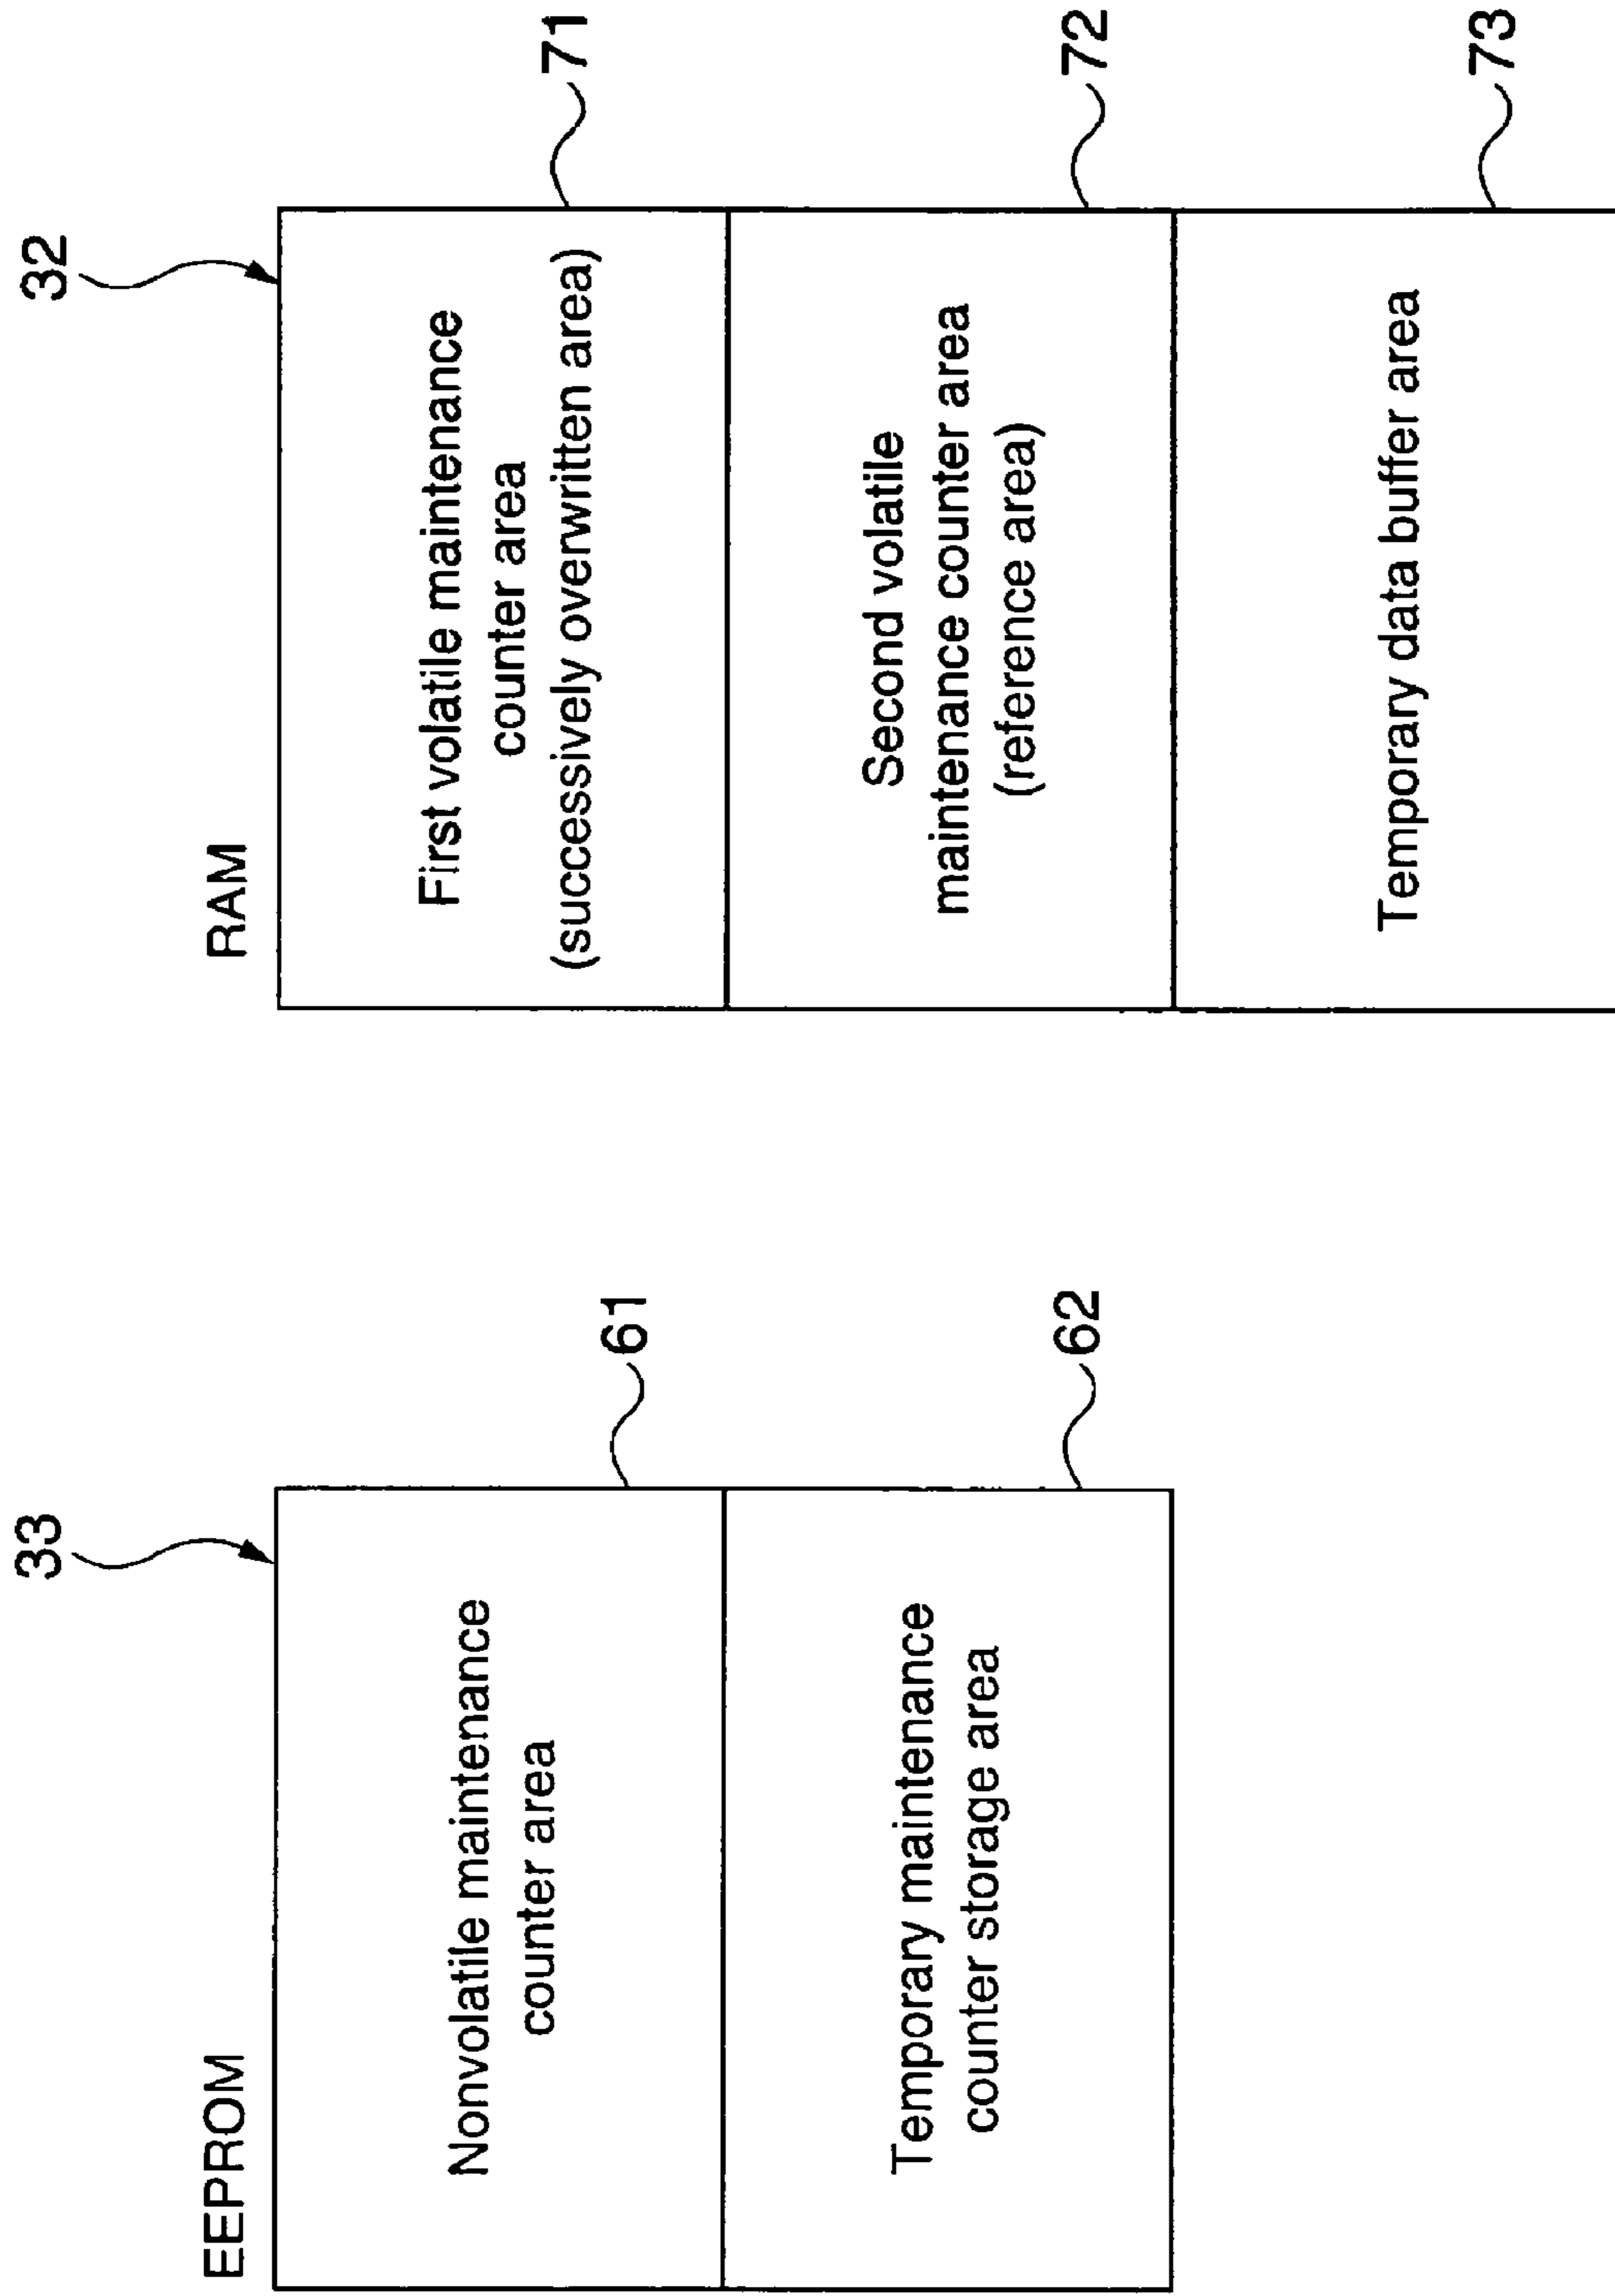 EEPROM
33
Nonvolatile maintenance
counter area
61
Temporary maintenance
counter storage area
62
RAM
32
First volatile maintenance
counter area
(successively overwritten area)
71
Second volatile
maintenance counter area
(reference area)
72
Temporary data buffer area
73